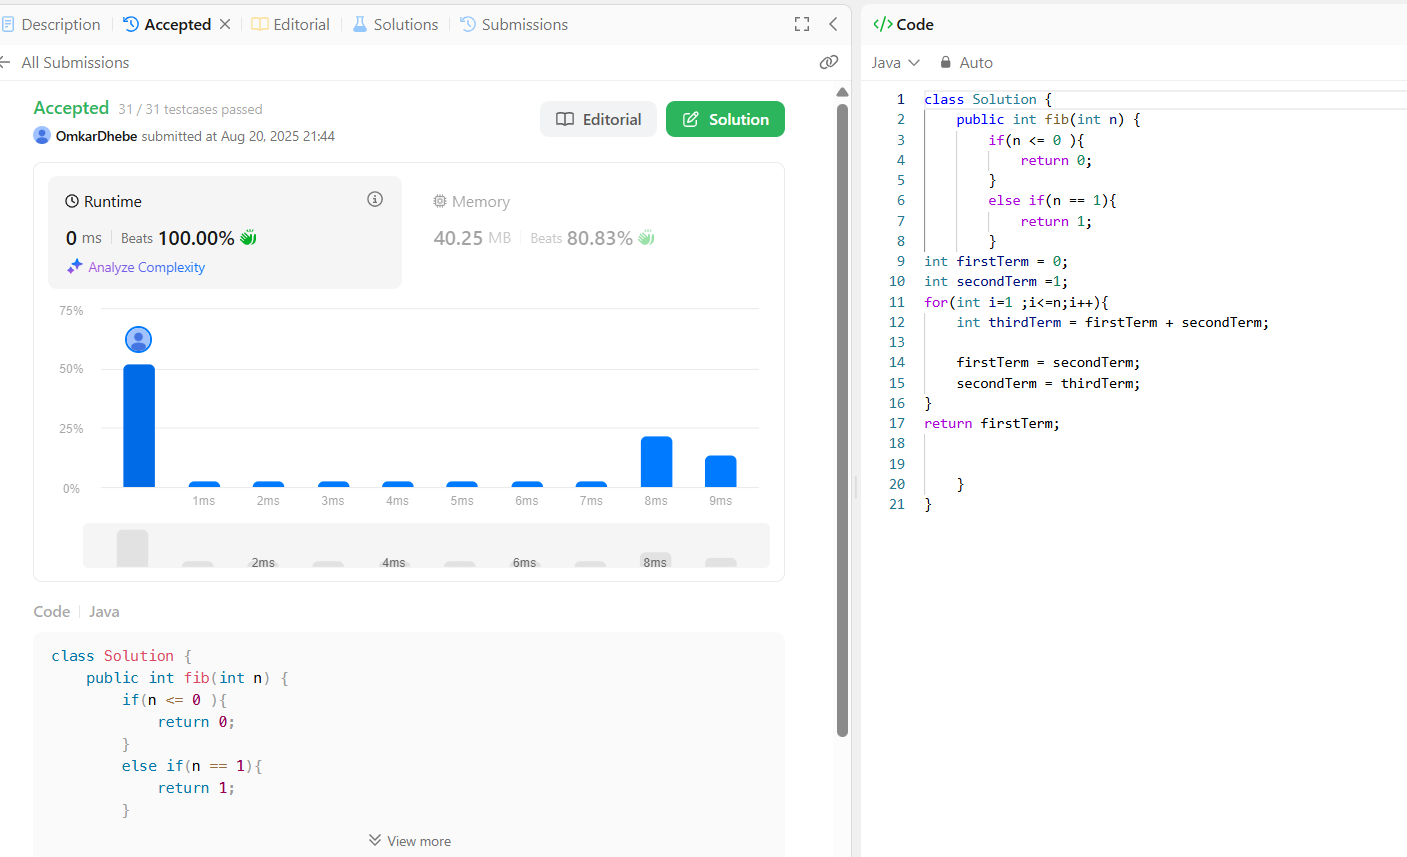 Description
Accepted
Editorial
Solutions
Submissions
All Submissions
Accepted 31 / 31 testcases passed
OmkarDhebe submitted at Aug 20, 2025 21:44
Editorial
Solution
Runtime
0 ms Beats 100.00%
Analyze Complexity
Memory
40.25 MB Beats 80.83%
75%
50%
25%
0%
1ms 2ms 3ms 4ms 5ms 6ms 7ms 8ms 9ms
2ms 4ms 6ms 8ms
Code Java
class Solution {
    public int fib(int n) {
        if(n <= 0 ){
            return 0;
        }
        else if(n == 1){
            return 1;
        }
View more
</> Code
Java Auto
1 class Solution {
2     public int fib(int n) {
3         if(n <= 0 ){
4             return 0;
5         }
6         else if(n == 1){
7             return 1;
8         }
9 int firstTerm = 0;
10 int secondTerm =1;
11 for(int i=1 ;i<=n;i++){
12     int thirdTerm = firstTerm + secondTerm;
13
14     firstTerm = secondTerm;
15     secondTerm = thirdTerm;
16 }
17 return firstTerm;
18
19
20     }
21 }